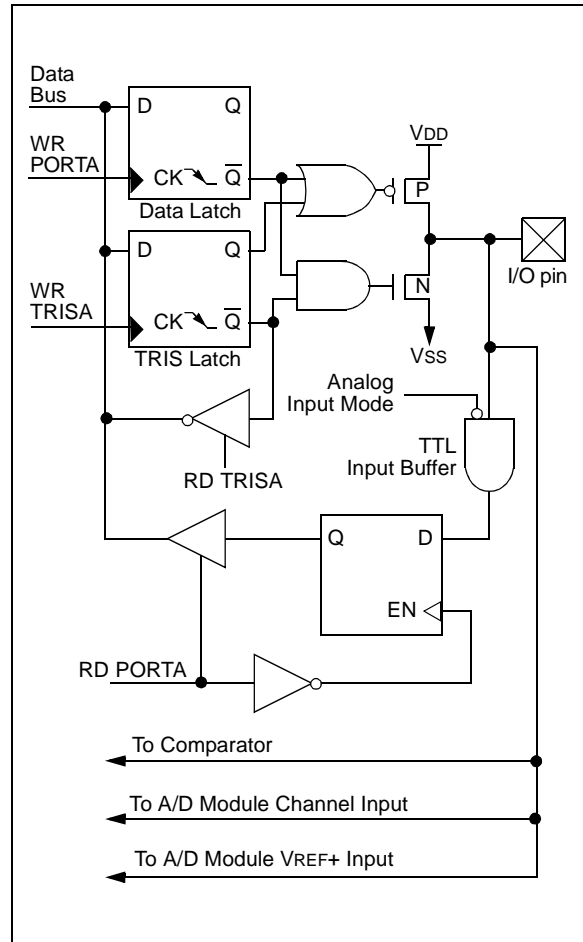 Data
Bus
D Q
WR
PORTA
CK Q
Data Latch
VDD
P
I/O pin
D Q
WR
TRISA
CK Q
TRIS Latch
N
VSS
Analog
Input Mode
TTL
Input Buffer
RD TRISA
Q D
EN
RD PORTA
To Comparator
To A/D Module Channel Input
To A/D Module VREF+ Input